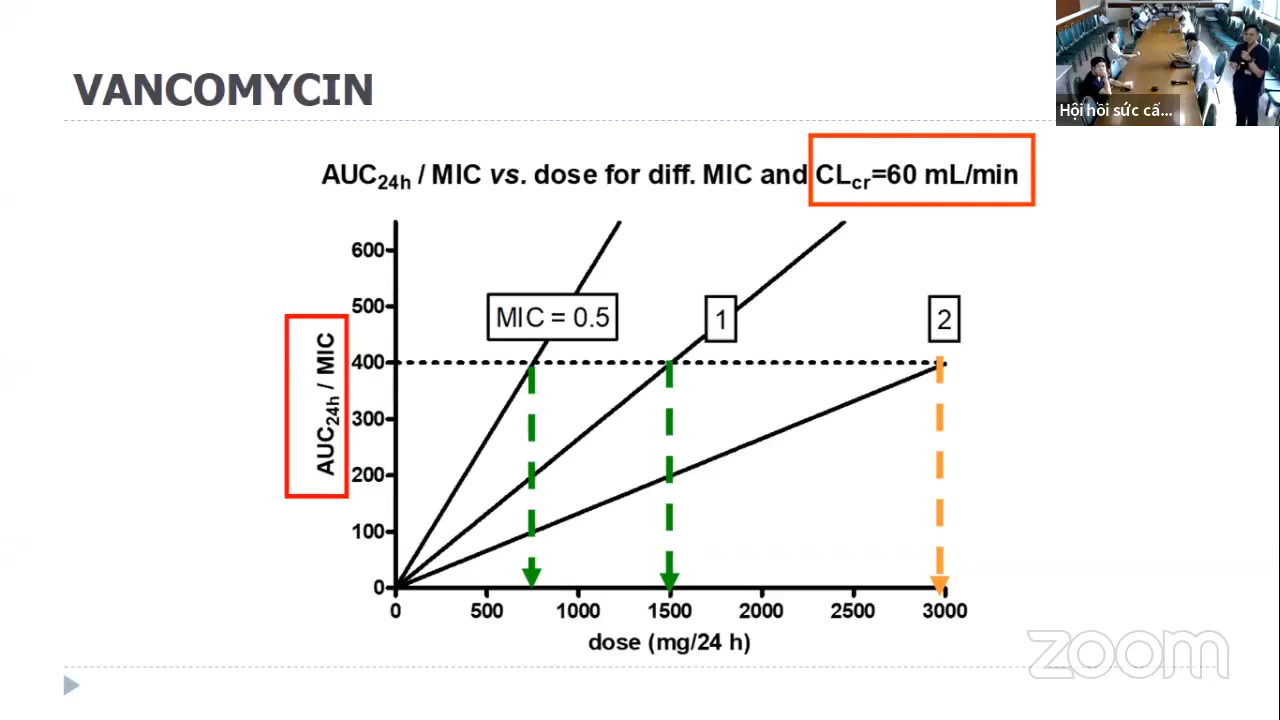 VANCOMYCIN
Hội hồi sức cấ...
AUC24h / MIC vs. dose for diff. MIC and CLcr=60 mL/min
600
500
400
300
200
100
0
AUC24h / MIC
MIC = 0.5
1
2
0 500 1000 1500 2000 2500 3000
dose (mg/24 h)
zoom